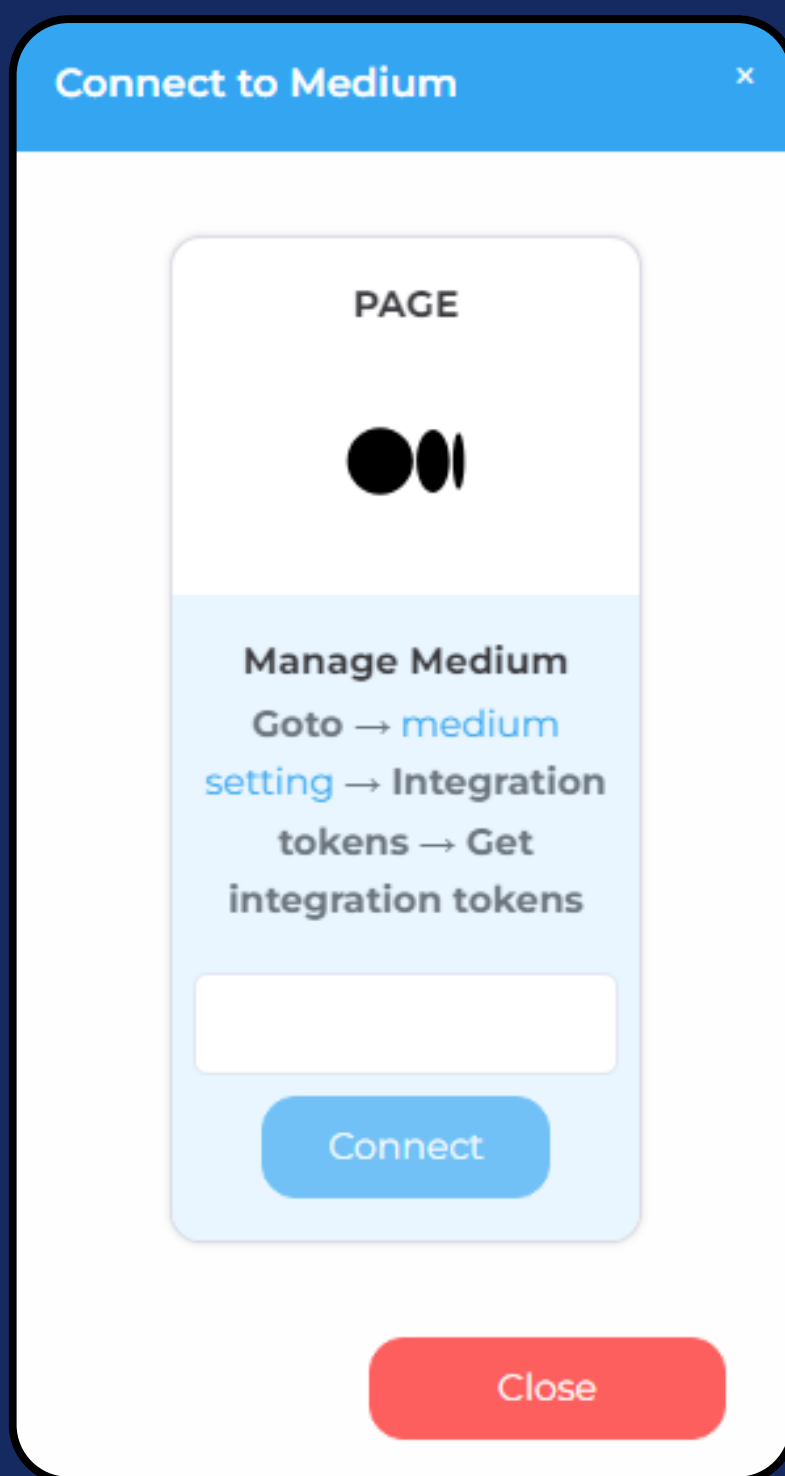 Connect to Medium ×
PAGE
Manage Medium
Goto → medium
setting → Integration
tokens → Get
integration tokens
Connect
Close